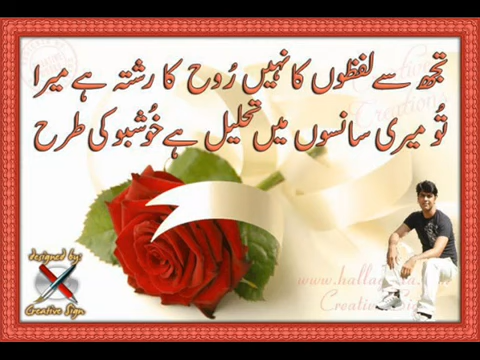 تجھ سے لفظوں کا نہیں رُوح کا رشتہ ہے میرا
تُو میری سانسوں میں تحلیل ہے خُوشبو کی طرح
designed by:
Creative Sign